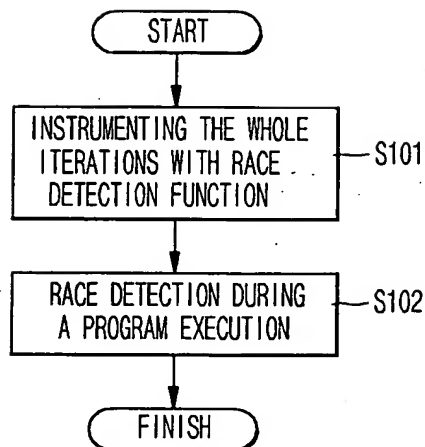 START
INSTRUMENTING THE WHOLE
ITERATIONS WITH RACE
DETECTION FUNCTION
S101
RACE DETECTION DURING
A PROGRAM EXECUTION
S102
FINISH